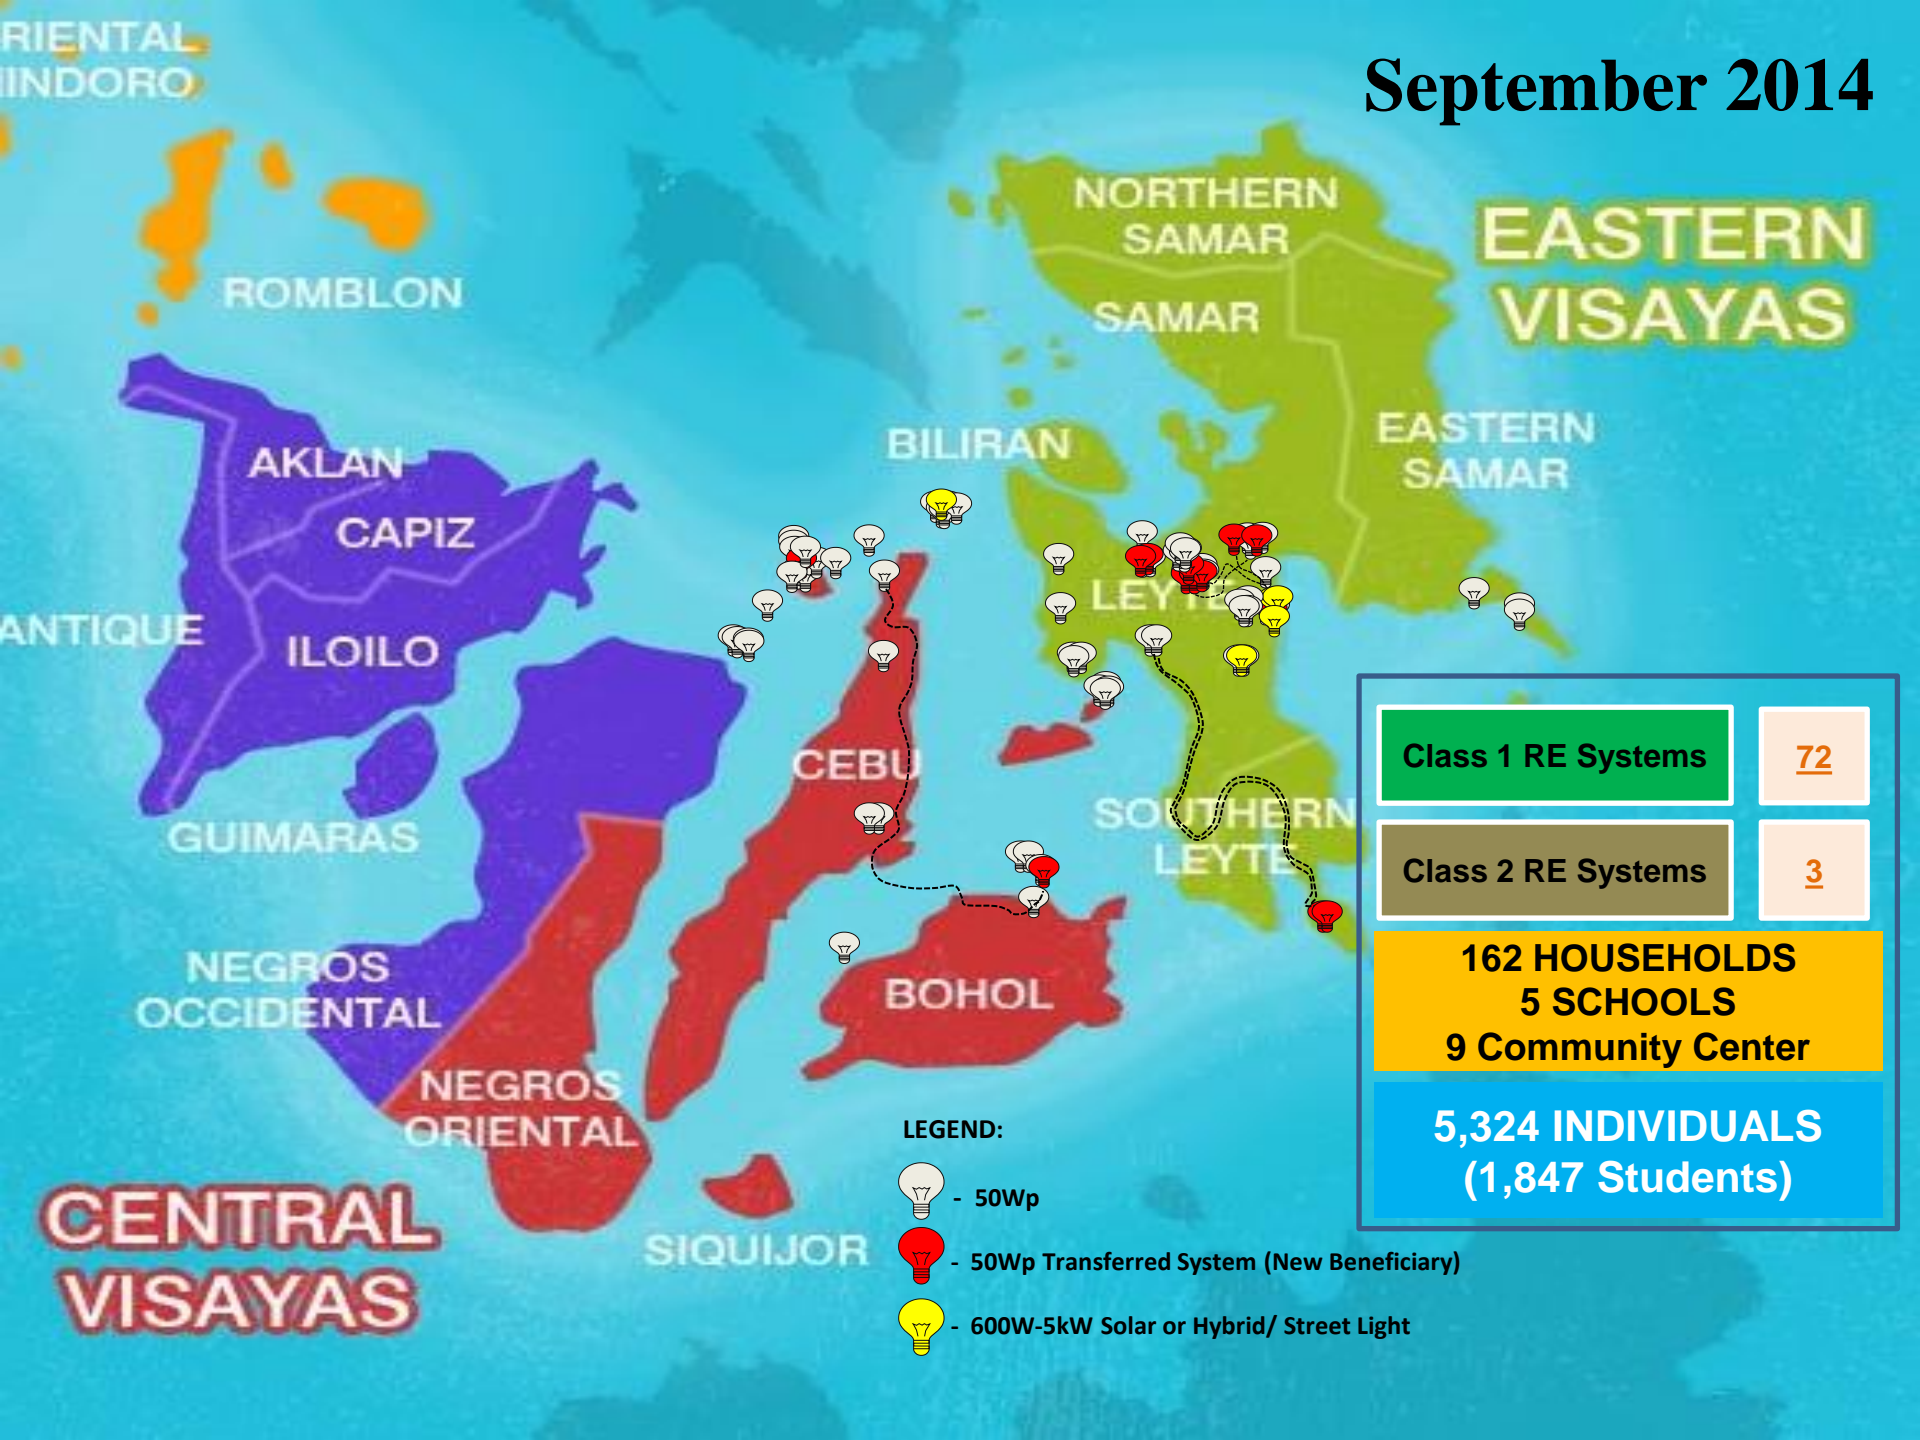 RIENTAL
INDORO
September 2014
NORTHERN
SAMAR
EASTERN
VISAYAS
ROMBLON
SAMAR
EASTERN
SAMAR
BILIRAN
AKLAN
CAPIZ
LEYTE
ANTIQUE
ILOILO
CEBU
GUIMARAS
SOUTHERN
LEYTE
NEGROS
OCCIDENTAL
BOHOL
NEGROS
ORIENTAL
CENTRAL
VISAYAS
SIQUIJOR
Class 1 RE Systems
72
Class 2 RE Systems
3
162 HOUSEHOLDS
5 SCHOOLS
9 Community Center
5,324 INDIVIDUALS
(1,847 Students)
LEGEND:
- 50Wp
- 50Wp Transferred System (New Beneficiary)
- 600W-5kW Solar or Hybrid/ Street Light